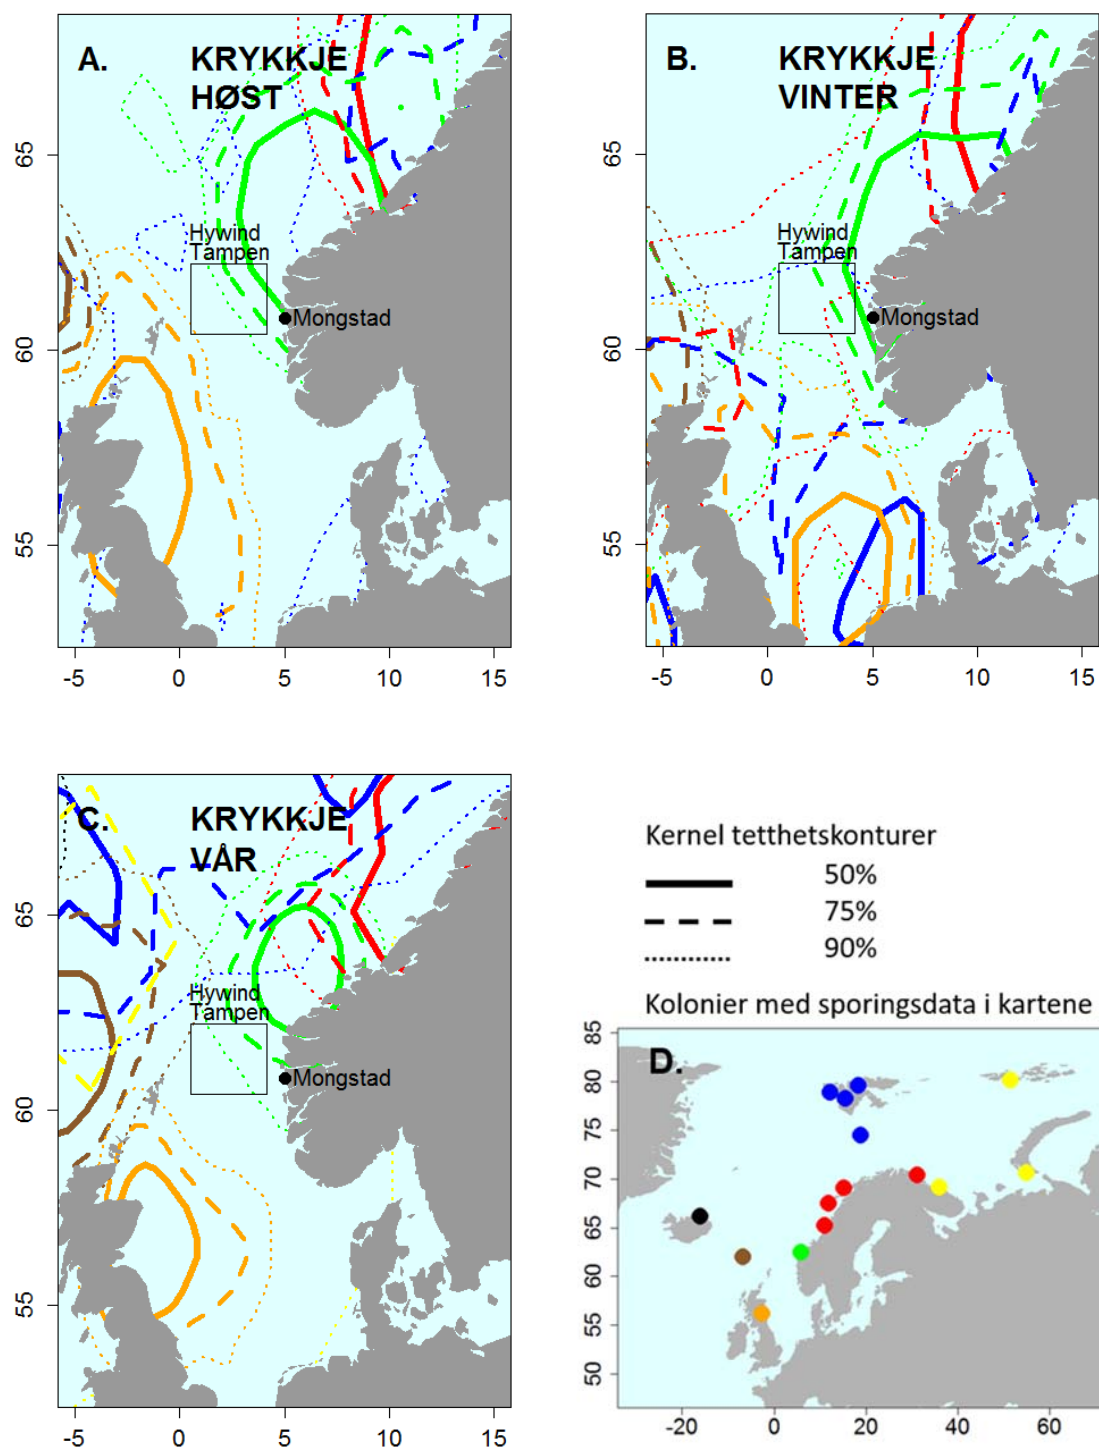 A.
KRYKKJE
HØST
Hywind
Tampen
Mongstad
65
60
55
-5 0 5 10 15
B.
KRYKKJE
VINTER
Hywind
Tampen
Mongstad
65
60
55
-5 0 5 10 15
C.
KRYKKJE
VÅR
Hywind
Tampen
Mongstad
65
60
55
-5 0 5 10 15
Kernel tetthetskonturer
50%
75%
90%
Kolonier med sporingsdata i kartene
D.
85
80
75
70
65
60
55
50
-20 0 20 40 60